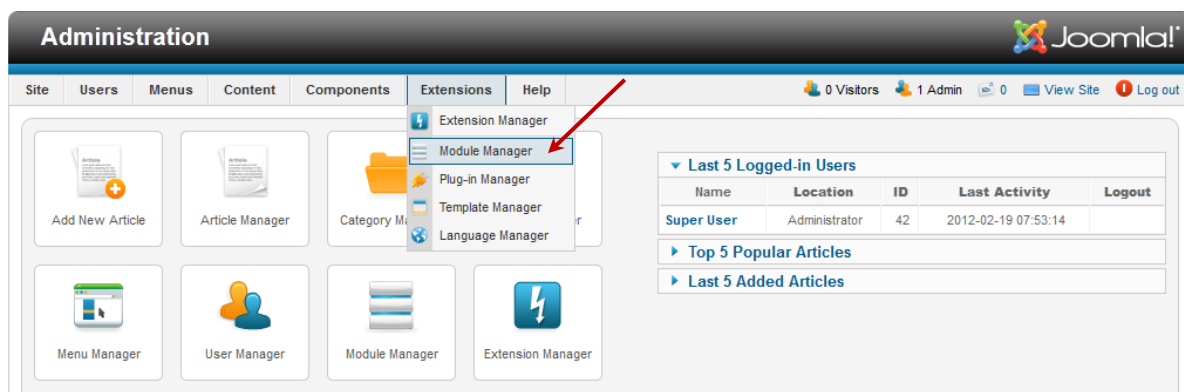 Administration
Joomla!
Site Users Menus Content Components Extensions Help
0 Visitors 1 Admin 0 View Site Log out
Extension Manager
Module Manager
Plug-in Manager
Template Manager
Language Manager
Add New Article
Article Manager
Category Ma
r
Menu Manager
User Manager
Module Manager
Extension Manager
Last 5 Logged-in Users
Name Location ID Last Activity Logout
Super User Administrator 42 2012-02-19 07:53:14
Top 5 Popular Articles
Last 5 Added Articles